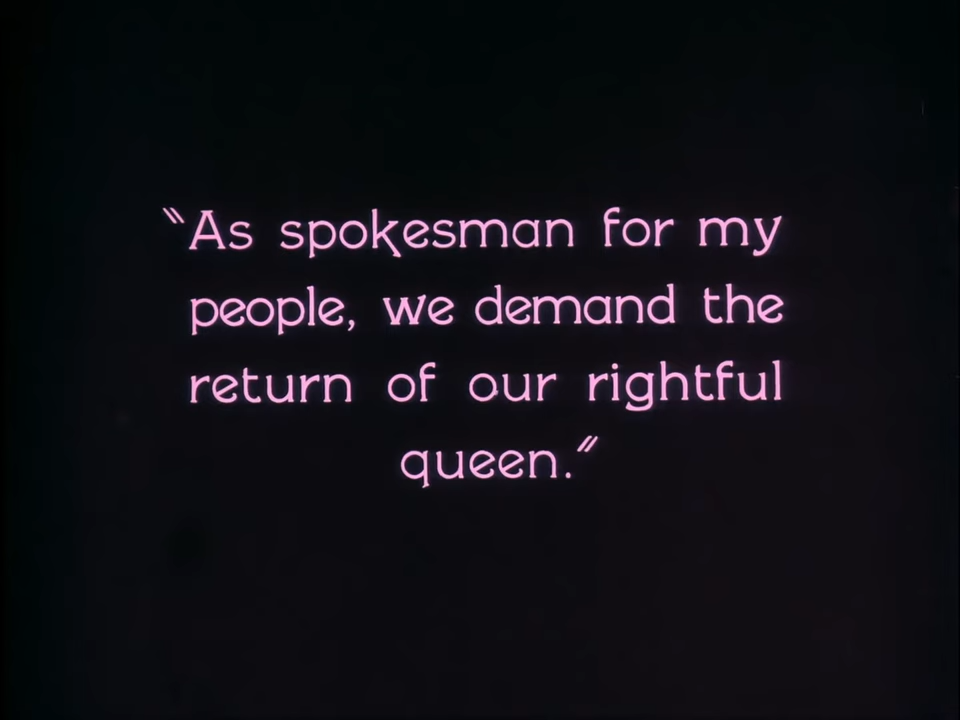 "As spokesman for my
people, we demand the
return of our rightful
queen."